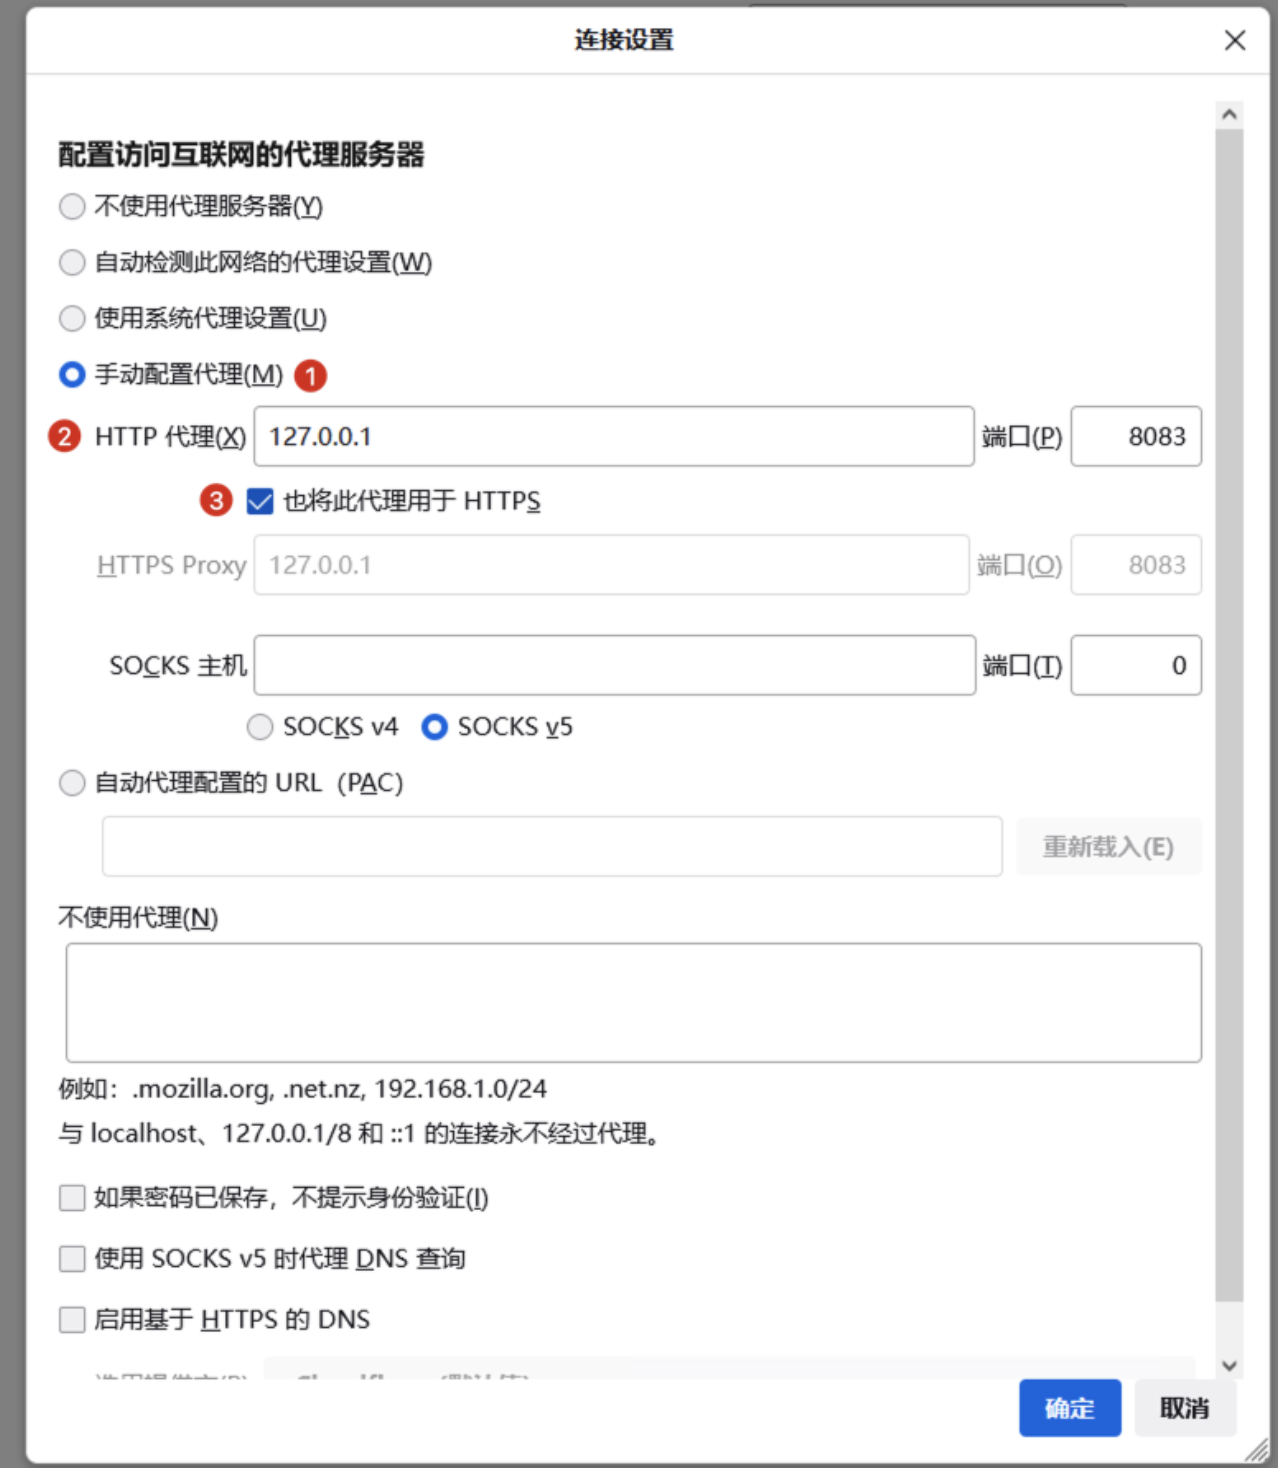 连接设置
配置访问互联网的代理服务器
不使用代理服务器(Y)
自动检测此网络的代理设置(W)
使用系统代理设置(U)
手动配置代理(M) 1
2 HTTP 代理(X) 127.0.0.1 端口(P) 8083
3 也将此代理用于 HTTPS
HTTPS Proxy 127.0.0.1 端口(O) 8083
SOCKS 主机 端口(T) 0
SOCKS v4 SOCKS v5
自动代理配置的 URL（PAC）
重新载入(E)
不使用代理(N)
例如：.mozilla.org, .net.nz, 192.168.1.0/24
与 localhost、127.0.0.1/8 和 ::1 的连接永不经过代理。
如果密码已保存，不提示身份验证(I)
使用 SOCKS v5 时代理 DNS 查询
启用基于 HTTPS 的 DNS
确定 取消